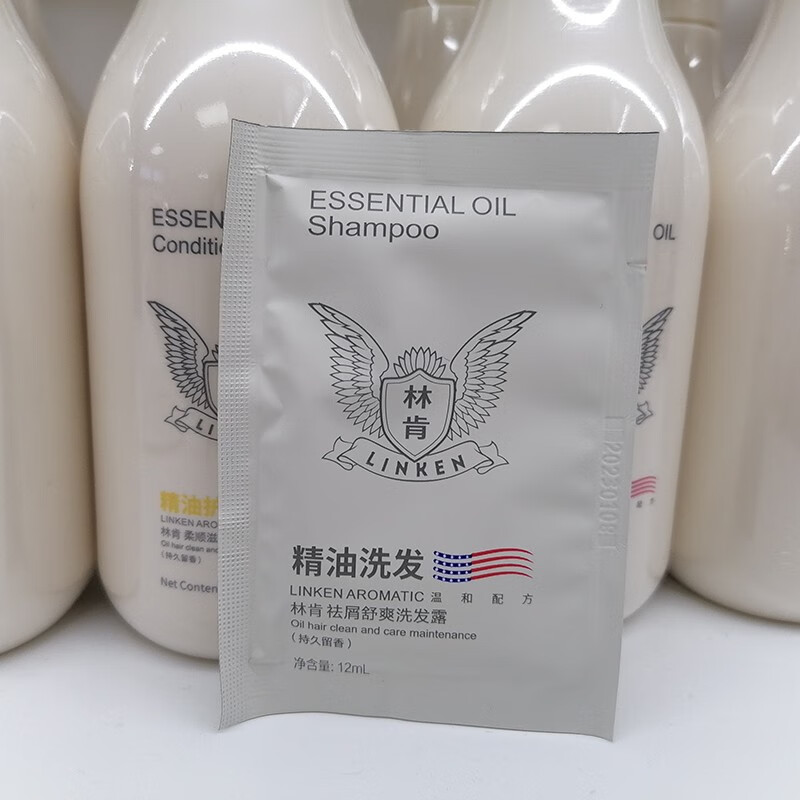 ESSENTIAL OIL
Shampoo
林肯
LINKEN
精油洗发
LINKEN AROMATIC 温和配方
林肯 祛屑舒爽洗发露
Oil hair clean and care maintenance
（持久留香）
净含量: 12mL
ESSEN
Conditi
LI
精油
LINKEN ARO
林肯 柔顺滋
Oil hair clean and
（持久留香）
Net Conten
OIL
方